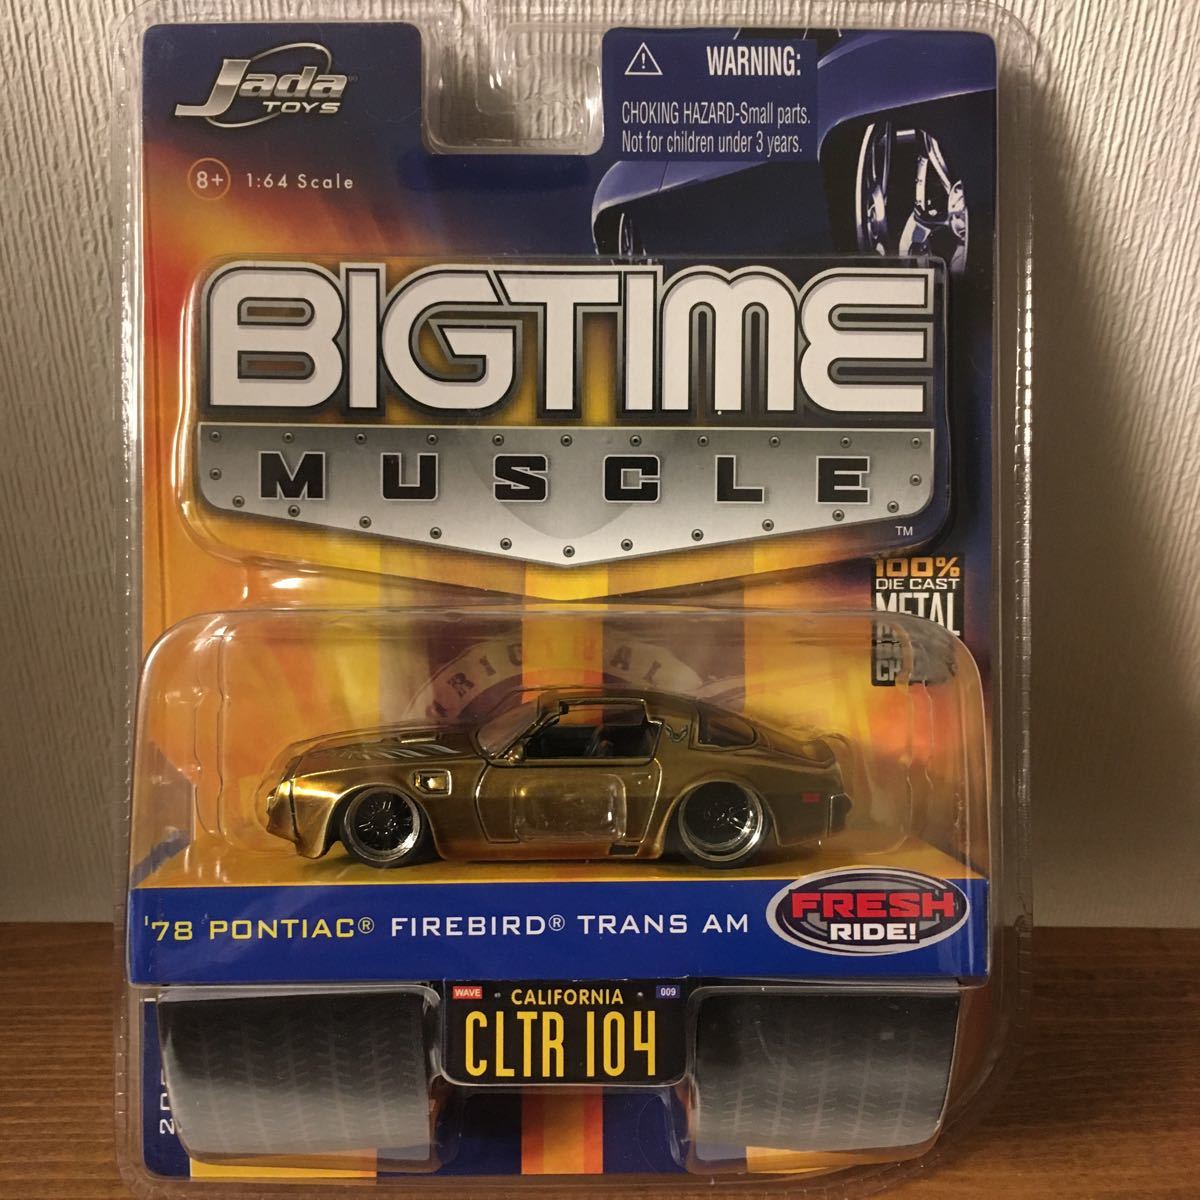 Jada
TOYS
8+ 1:64 Scale
WARNING:
CHOKING HAZARD-Small parts.
Not for children under 3 years.
BIGTIME
MUSCLE
TM
100%
DIE CAST
METAL
'78 PONTIAC® FIREBIRD® TRANS AM
FRESH
RIDE!
WAVE CALIFORNIA 009
CLTR 104